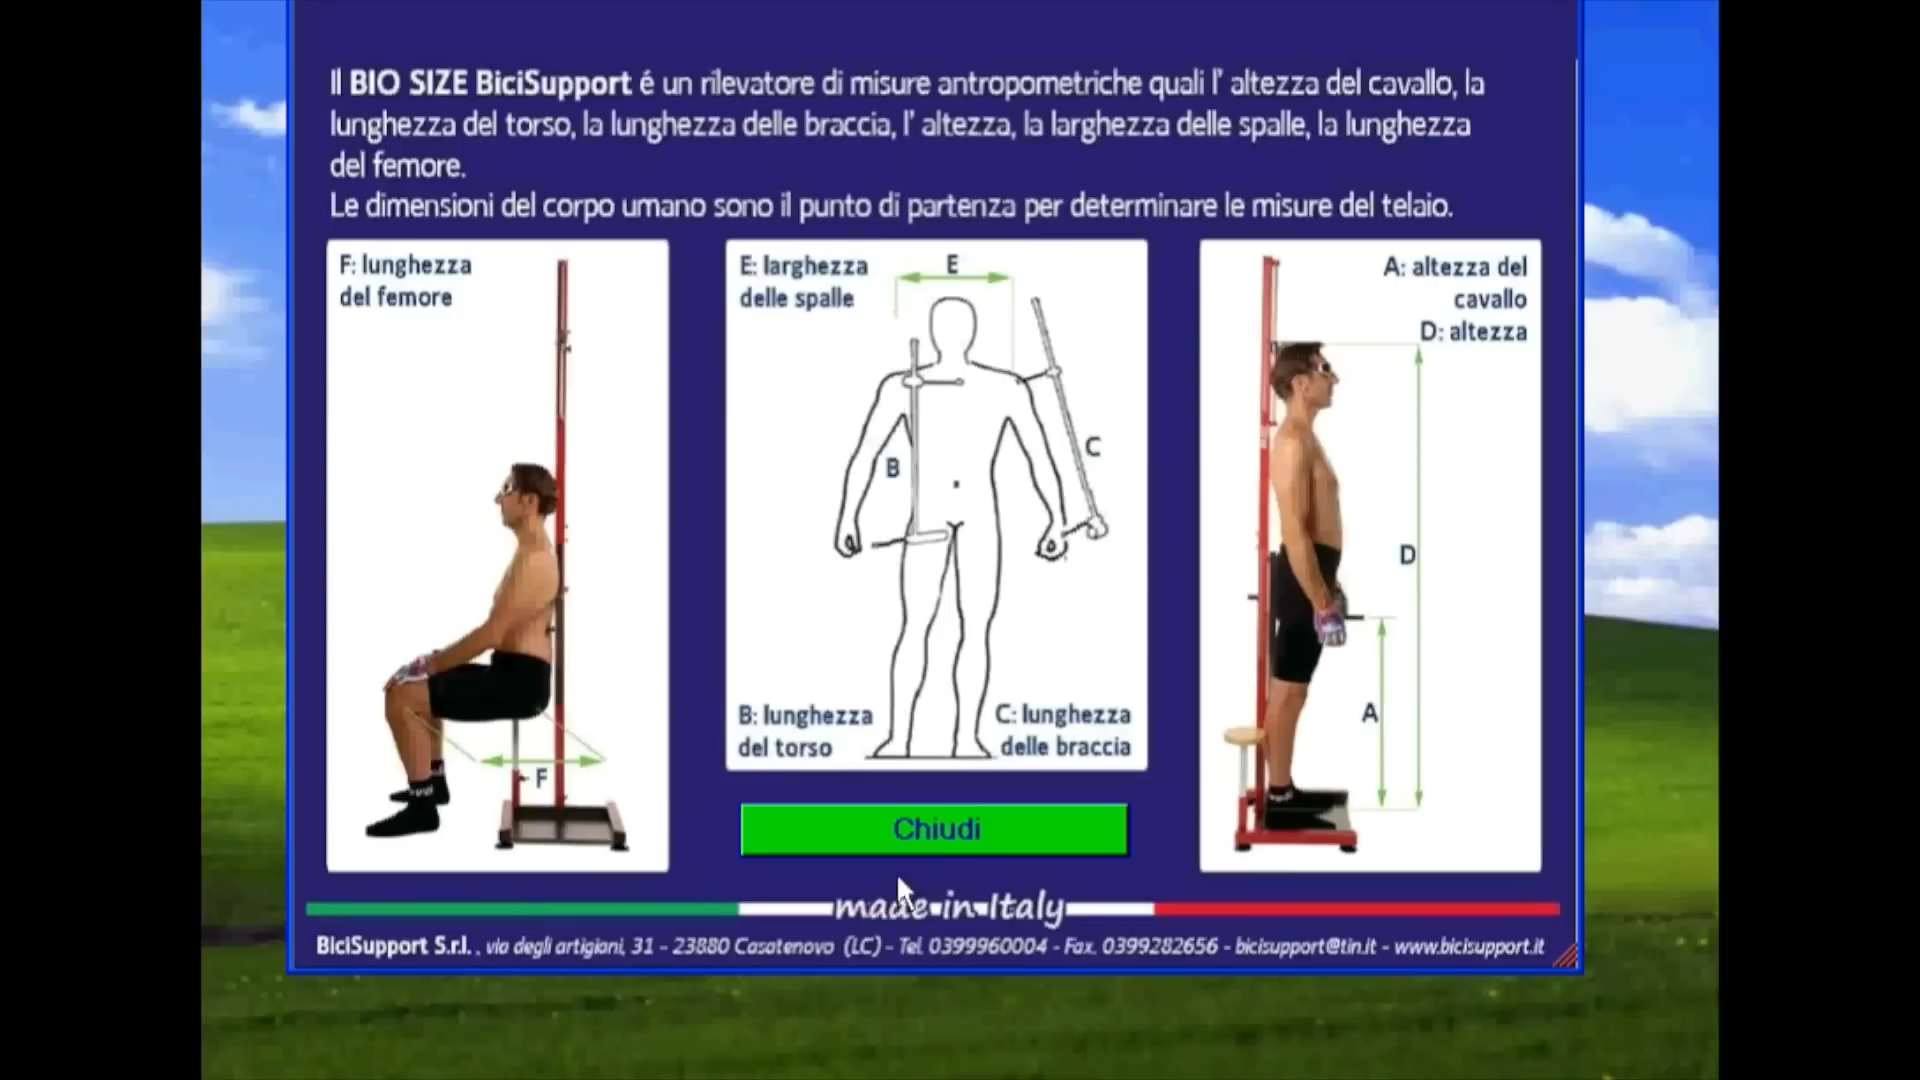 Il BIO SIZE BiciSupport é un rilevatore di misure antropometriche quali l' altezza del cavallo, la
lunghezza del torso, la lunghezza delle braccia, l' altezza, la larghezza delle spalle, la lunghezza
del femore.
Le dimensioni del corpo umano sono il punto di partenza per determinare le misure del telaio.
F: lunghezza
del femore
F
E: larghezza
delle spalle
E
B
C
B: lunghezza
del torso
C: lunghezza
delle braccia
A: altezza del
cavallo
D: altezza
D
A
Chiudi
made in Italy
BiciSupport S.r.l. , via degli artigiani, 31 - 23880 Casatenovo (LC) - Tel. 0399960004 - Fax. 0399282656 - bicisupport@tin.it - www.bicisupport.it